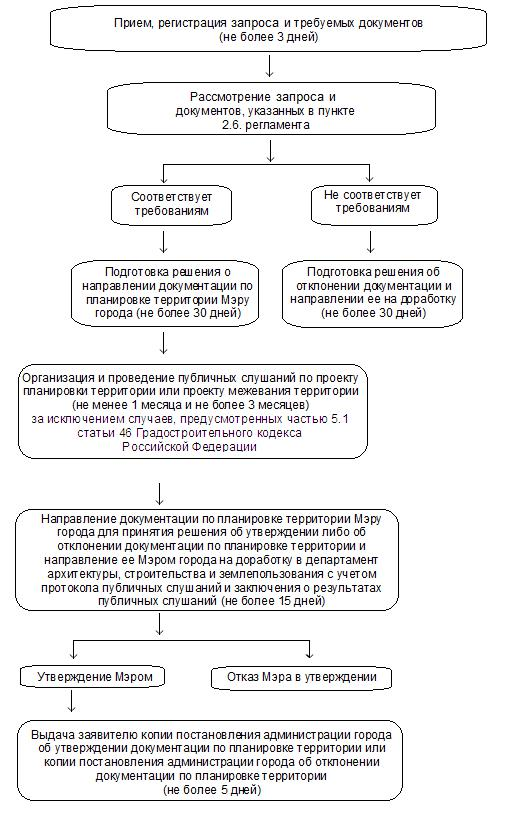 Прием, регистрация запроса и требуемых документов
(не более 3 дней)
Рассмотрение запроса и
документов, указанных в пункте
2.6. регламента
Соответствует
требованиям
Не соответствует
требованиям
Подготовка решения о
направлении документации по
планировке территории Мэру
города (не более 30 дней)
Подготовка решения об
отклонении документации и
направлении ее на доработку
(не более 30 дней)
Организация и проведение публичных слушаний по проекту
планировки территории или проекту межевания территории
(не менее 1 месяца и не более 3 месяцев)
за исключением случаев, предусмотренных частью 5.1
статьи 46 Градостроительного кодекса
Российской Федерации
Направление документации по планировке территории Мэру
города для принятия решения об утверждении либо об
отклонении документации по планировке территории и
направление ее Мэром города на доработку в департамент
архитектуры, строительства и землепользования с учетом
протокола публичных слушаний и заключения о результатах
публичных слушаний (не более 15 дней)
Утверждение Мэром
Отказ Мэра в утверждении
Выдача заявителю копии постановления администрации города
об утверждении документации по планировке территории или
копии постановления администрации города об отклонении
документации по планировке территории
(не более 5 дней)